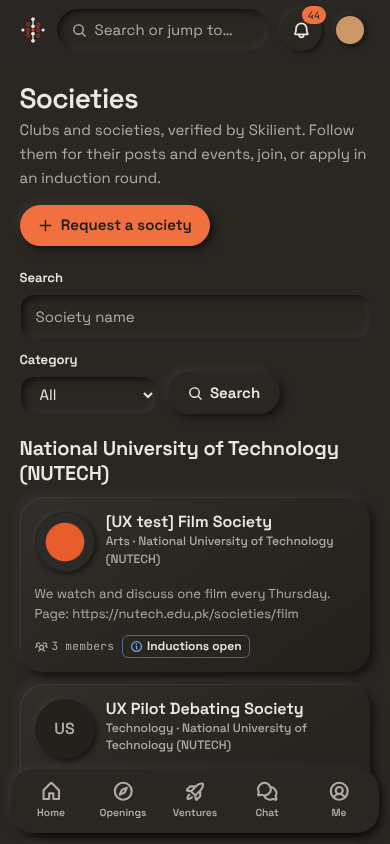 Search or jump to...
44
Societies
Clubs and societies, verified by Skilient. Follow
them for their posts and events, join, or apply in
an induction round.
+ Request a society
Search
Society name
Category
All
Search
National University of Technology
(NUTECH)
[UX test] Film Society
Arts · National University of Technology
(NUTECH)
We watch and discuss one film every Thursday.
Page: https://nutech.edu.pk/societies/film
3 members
Inductions open
US
UX Pilot Debating Society
Technology · National University of
Technology (NUTECH)
Home
Openings
Ventures
Chat
Me